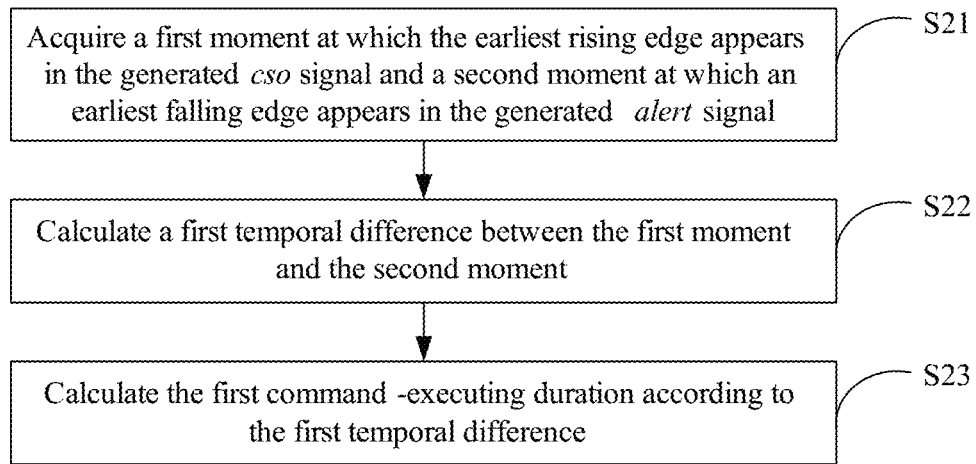 Acquire a first moment at which the earliest rising edge appears
in the generated cso signal and a second moment at which an
earliest falling edge appears in the generated alert signal
S21
Calculate a first temporal difference between the first moment
and the second moment
S22
Calculate the first command -executing duration according to
the first temporal difference
S23